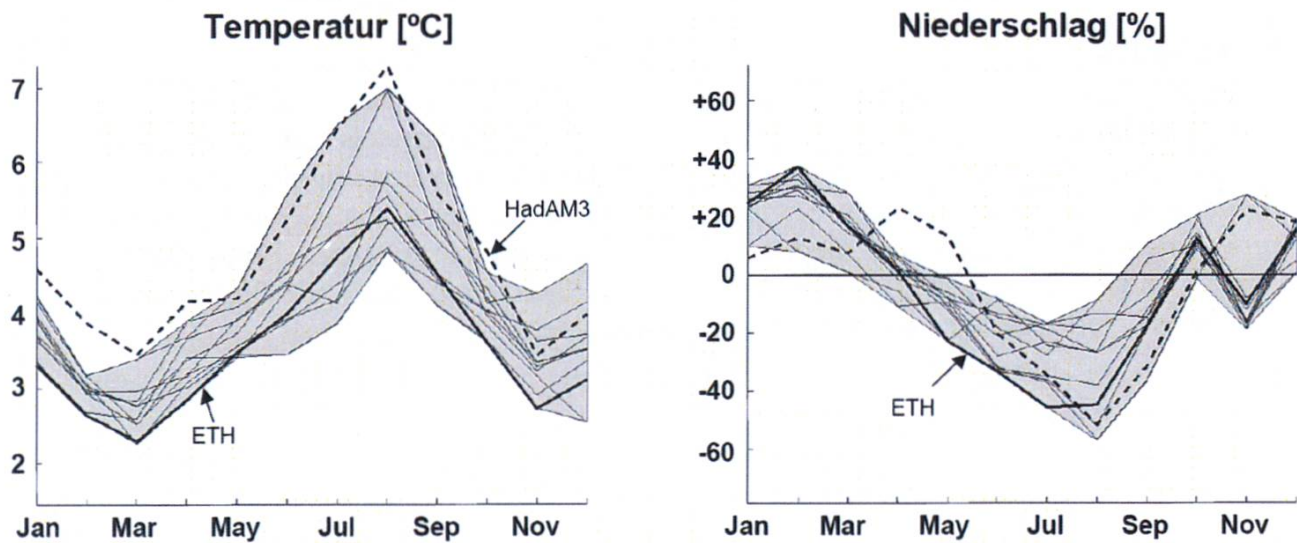 Temperatur [ºC]
7
6
5
4
3
2
HadAM3
ETH
Jan Mar May Jul Sep Nov
Niederschlag [%]
+60
+40
+20
0
-20
-40
-60
ETH
Jan Mar May Jul Sep Nov